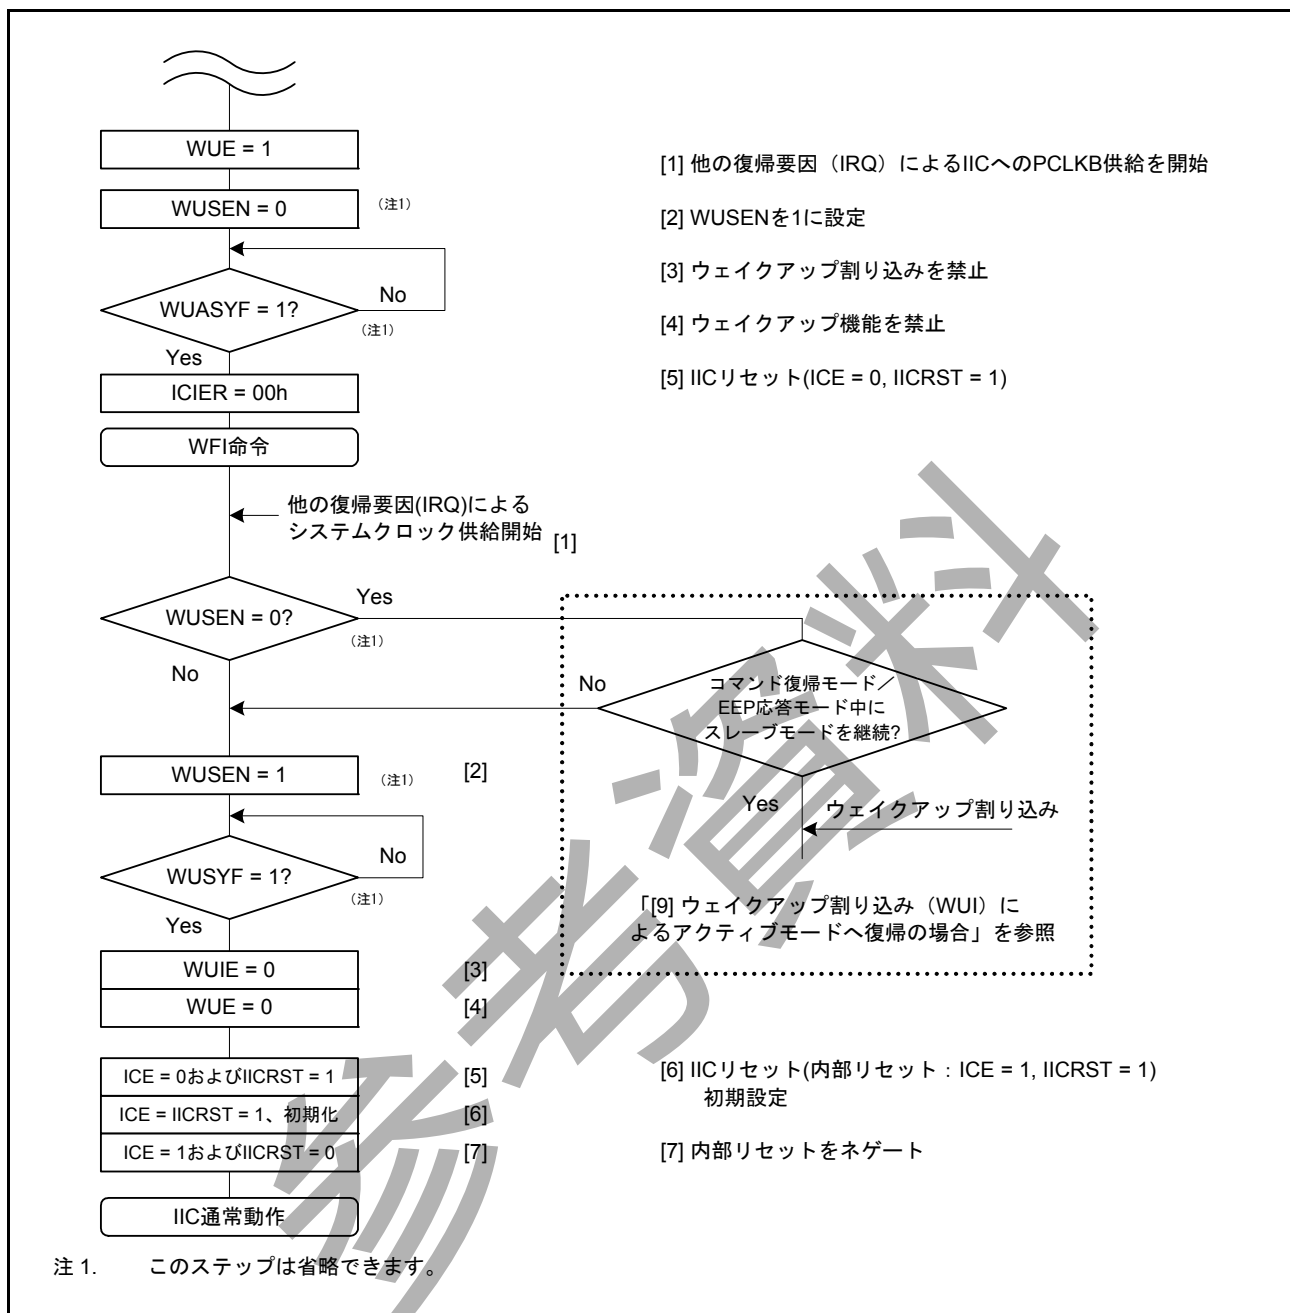 WUE = 1
WUSEN = 0
(注1)
WUASYF = 1?
No
(注1)
Yes
ICIER = 00h
WFI命令
他の復帰要因(IRQ)による
システムクロック供給開始
[1]
WUSEN = 0?
Yes
(注1)
No
コマンド復帰モード／
EEP応答モード中に
スレーブモードを継続?
No
Yes
ウェイクアップ割り込み
「[9] ウェイクアップ割り込み（WUI）に
よるアクティブモードへ復帰の場合」を参照
WUSEN = 1
(注1)
[2]
WUSYF = 1?
No
(注1)
Yes
WUIE = 0
[3]
WUE = 0
[4]
ICE = 0およびIICRST = 1
[5]
ICE = IICRST = 1、初期化
[6]
ICE = 1およびIICRST = 0
[7]
IIC通常動作
[1] 他の復帰要因（IRQ）によるIICへのPCLKB供給を開始
[2] WUSENを1に設定
[3] ウェイクアップ割り込みを禁止
[4] ウェイクアップ機能を禁止
[5] IICリセット(ICE = 0, IICRST = 1)
[6] IICリセット(内部リセット：ICE = 1, IICRST = 1)
初期設定
[7] 内部リセットをネゲート
注 1. このステップは省略できます。
参考資料